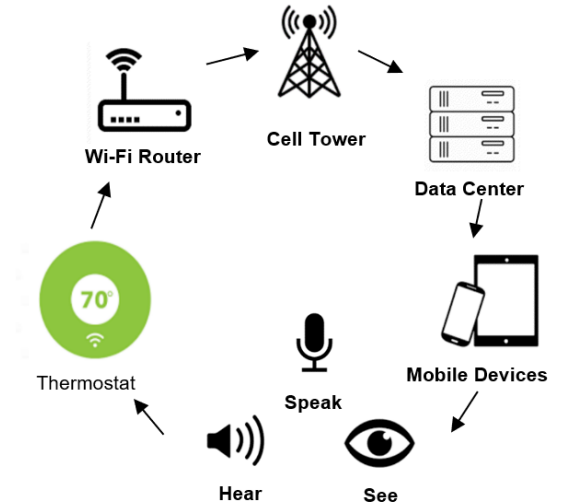 Cell Tower
Wi-Fi Router
Data Center
70°
Thermostat
Mobile Devices
Speak
Hear
See